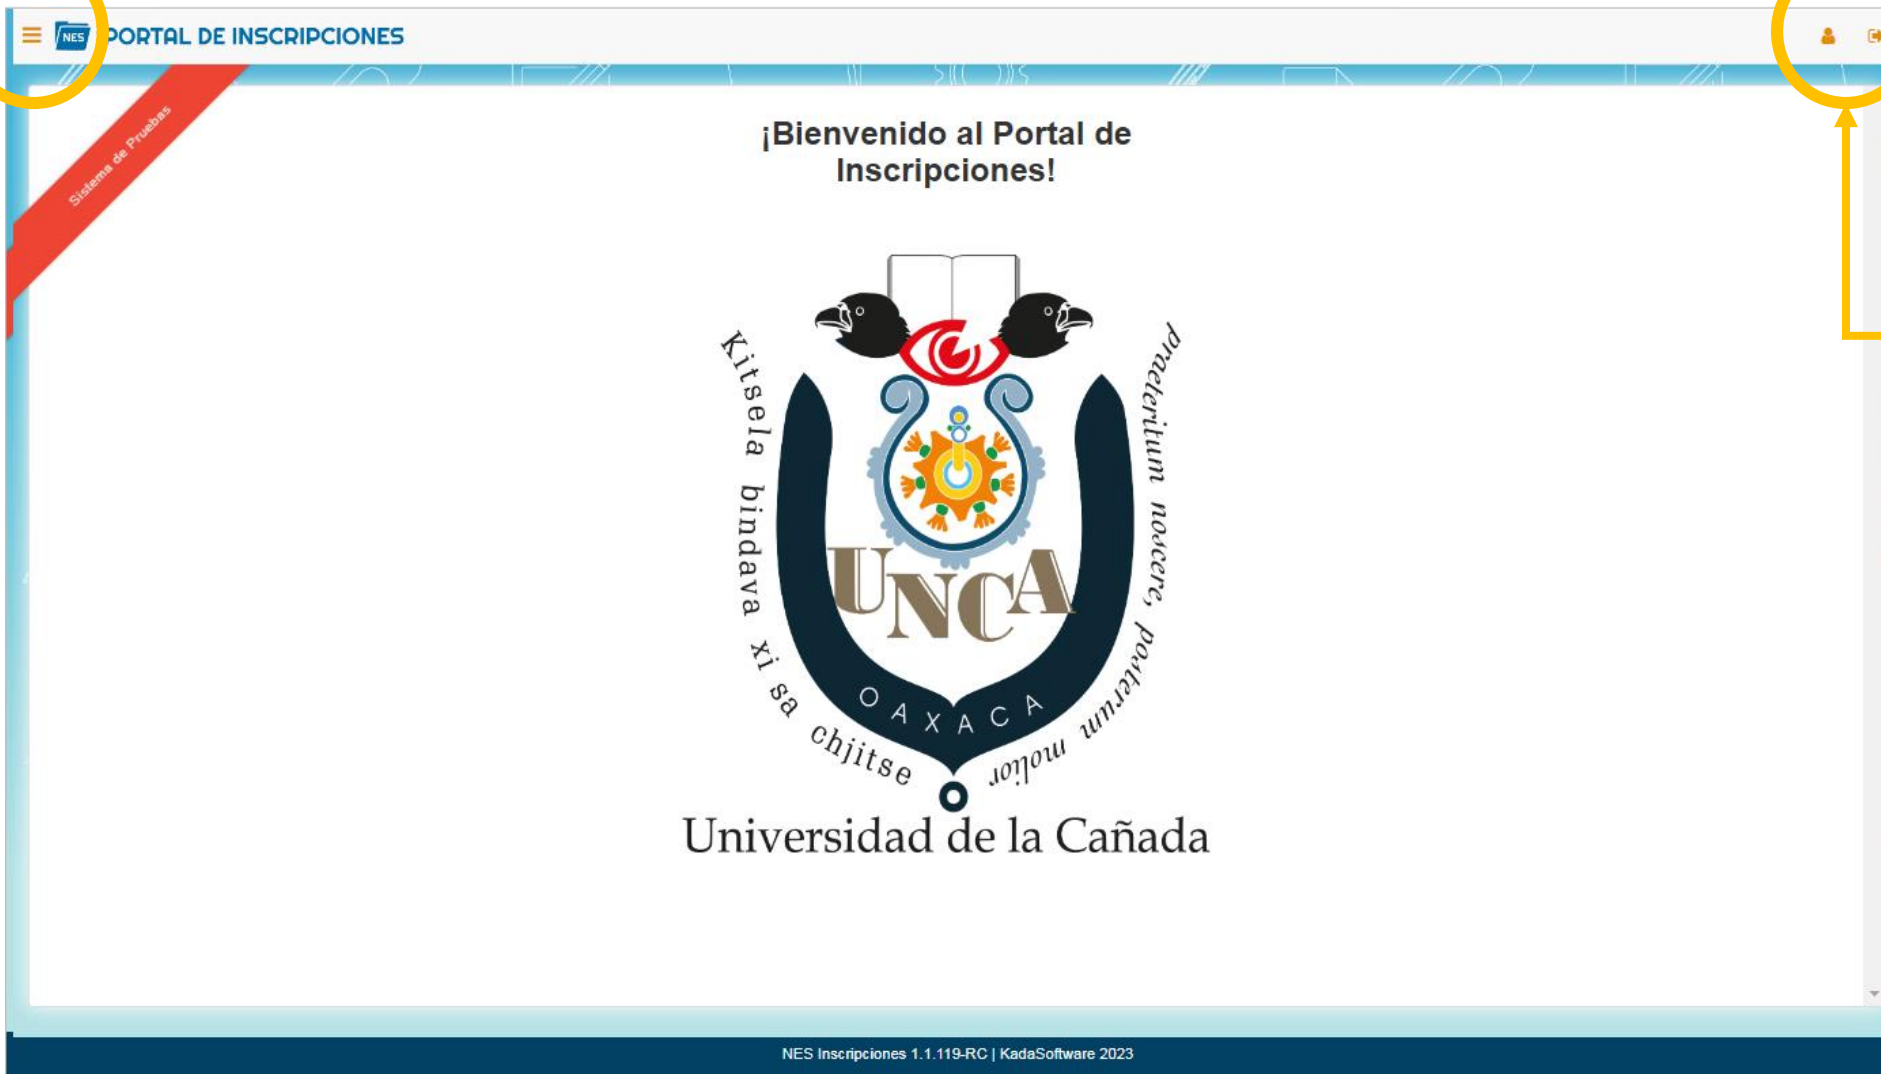 NES PORTAL DE INSCRIPCIONES
Sistema de Pruebas
¡Bienvenido al Portal de
Inscripciones!
Kitsela bindava xi sa chjitse
praeteritum noscere, posterum molior
UNCA
OAXACA
Universidad de la Cañada
NES Inscripciones 1.1.119-RC | KadaSoftware 2023